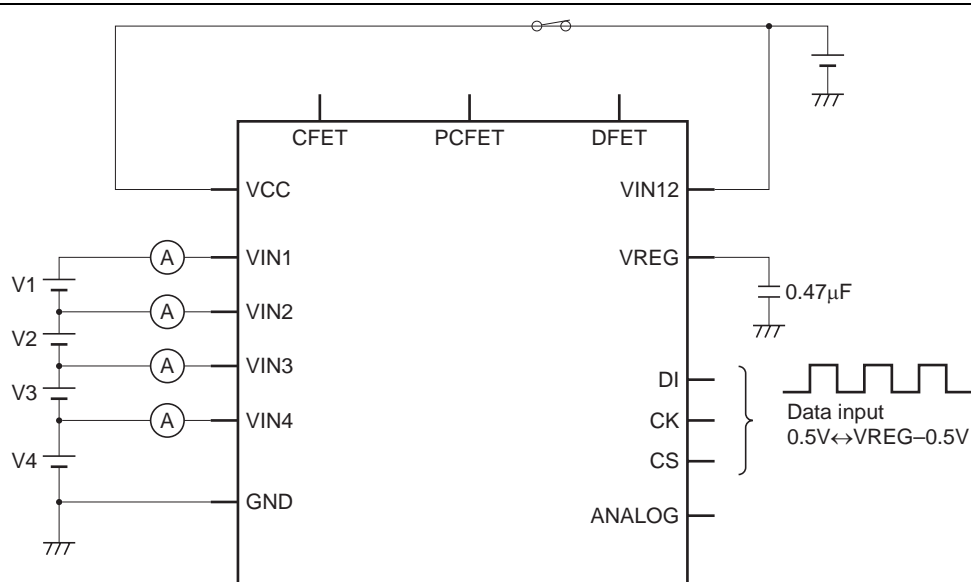 CFET PCFET DFET
VCC VIN12
A VIN1 VREG
V1
0.47μF
A VIN2
V2
A VIN3
DI
V3
Data input
A VIN4 CK
0.5V↔VREG–0.5V
V4 CS
GND
ANALOG